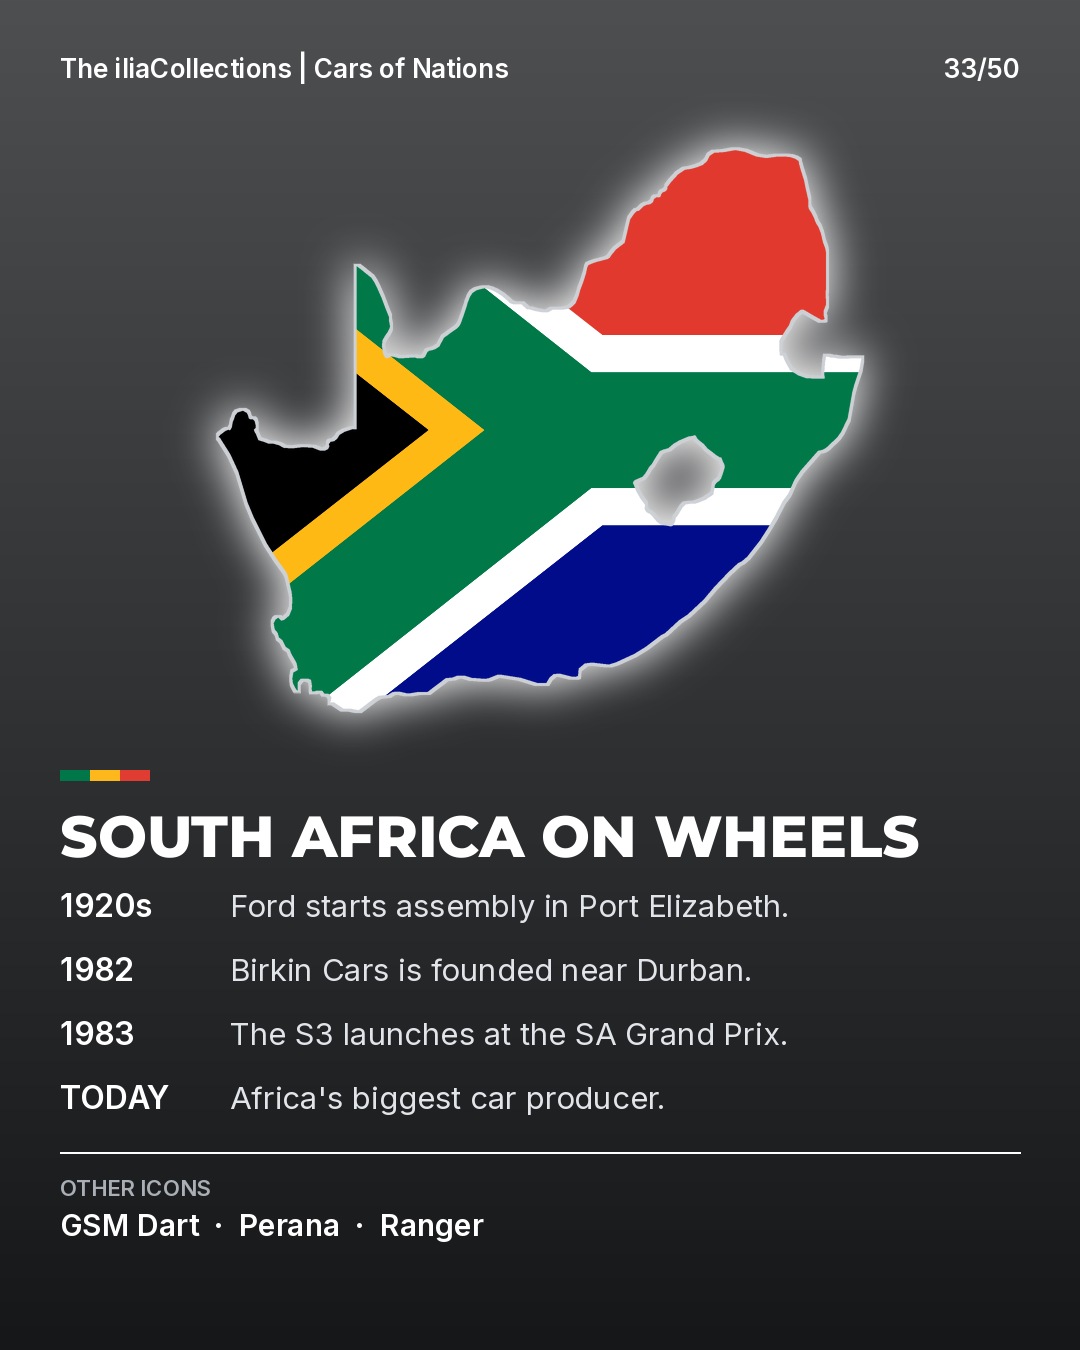 The iliaCollections | Cars of Nations
33/50
SOUTH AFRICA ON WHEELS
1920s Ford starts assembly in Port Elizabeth.
1982 Birkin Cars is founded near Durban.
1983 The S3 launches at the SA Grand Prix.
TODAY Africa's biggest car producer.
OTHER ICONS
GSM Dart · Perana · Ranger